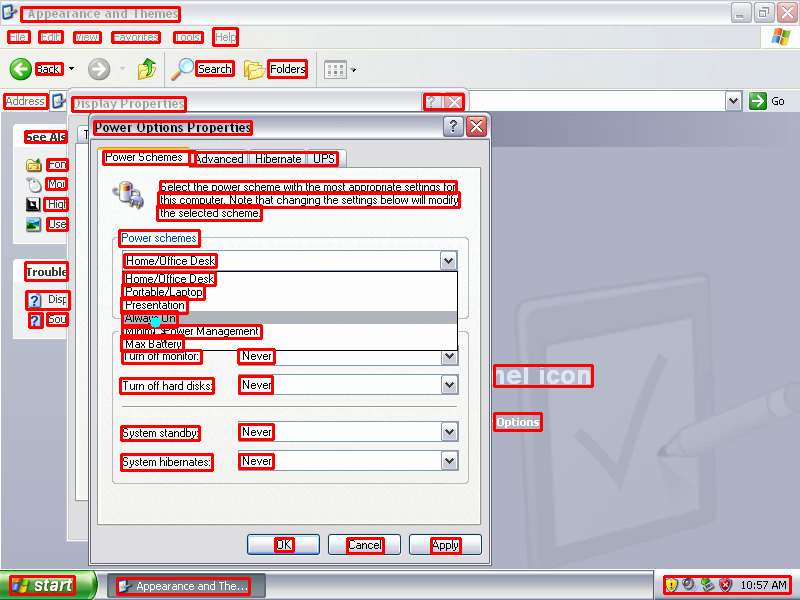 Appearance and Themes
File Edit View Favorites Tools Help
Back Search Folders
Address Display Properties Go
Power Options Properties
See Als
Power Schemes Advanced Hibernate UPS
Select the power scheme with the most appropriate settings for
this computer. Note that changing the settings below will modify
the selected scheme.
Power schemes
Home/Office Desk
Home/Office Desk
Portable/Laptop
Presentation
Always On
Power Management
Max Battery
Trouble
Disp
Sou
Turn off monitor: Never
Turn off hard disks: Never
System standby: Never
System hibernates: Never
nel icon
Options
OK Cancel Apply
start Appearance and The... 10:57 AM